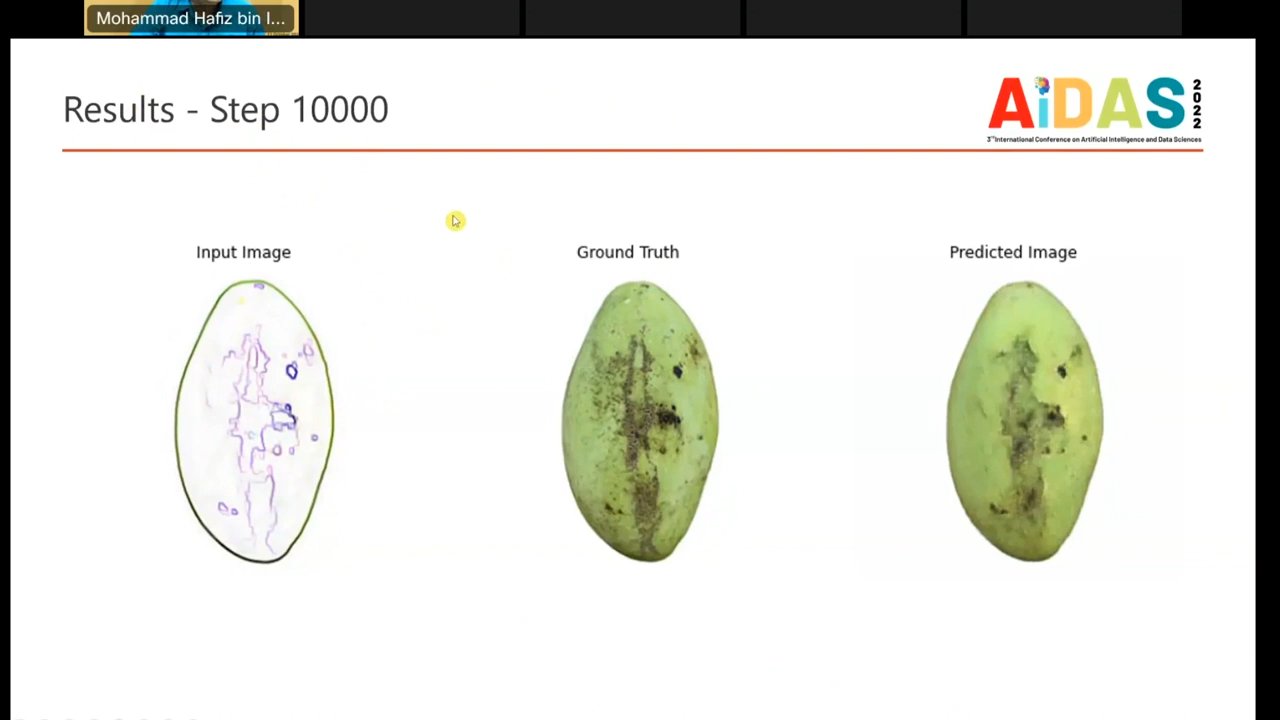 Mohammad Hafiz bin I...
Results - Step 10000
AiDAS 2022
3rd International Conference on Artificial Intelligence and Data Sciences
Input Image
Ground Truth
Predicted Image